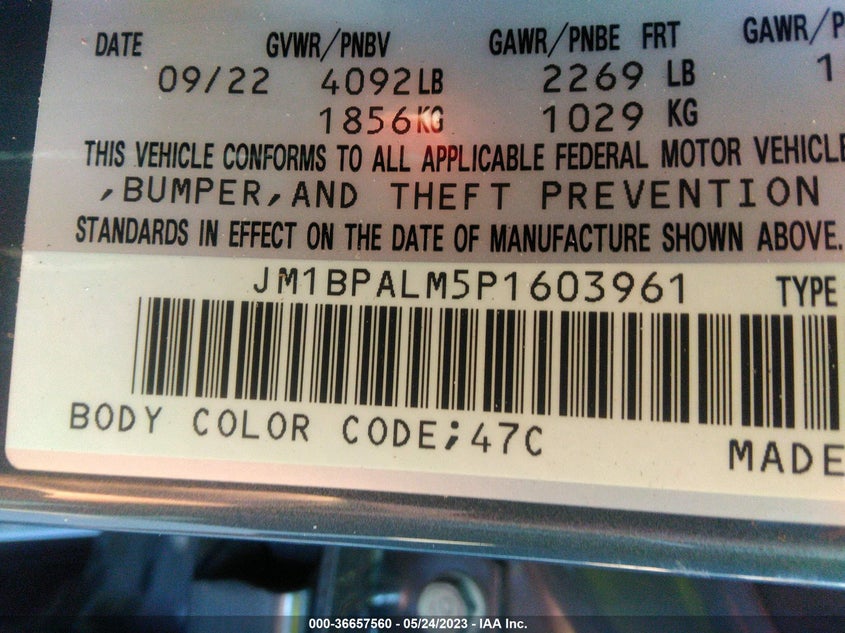 DATE GVWR/PNBV GAWR/PNBE FRT GAWR/P
09/22 4092LB 2269 LB 1
1856KG 1029 KG
THIS VEHICLE CONFORMS TO ALL APPLICABLE FEDERAL MOTOR VEHICLE
,BUMPER,AND THEFT PREVENTION
STANDARDS IN EFFECT ON THE DATE OF MANUFACTURE SHOWN ABOVE.
JM1BPALM5P1603961 TYPE
BODY COLOR CODE;47C
MADE
000-36657560 - 05/24/2023 - IAA Inc.